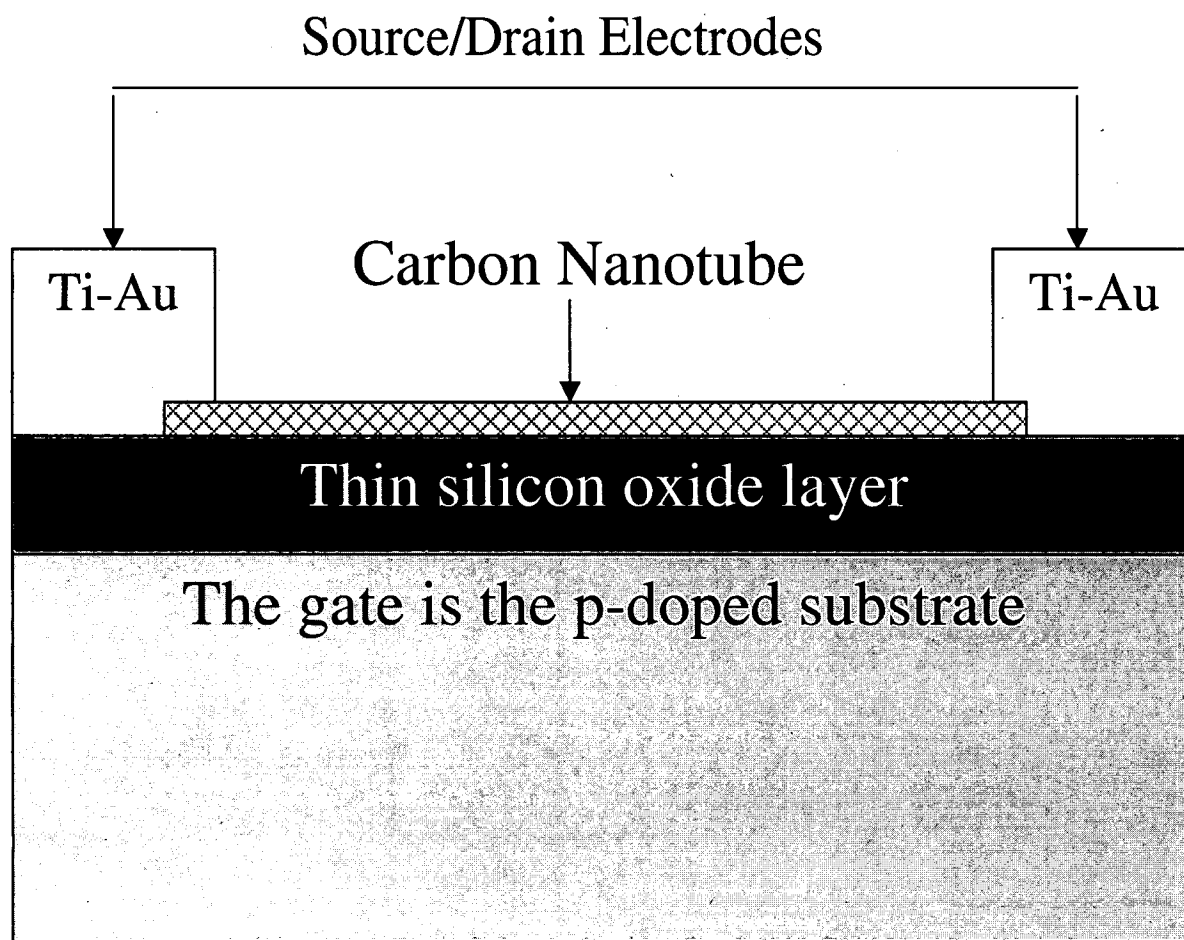 Source/Drain Electrodes
Ti-Au
Carbon Nanotube
Ti-Au
Thin silicon oxide layer
The gate is the p-doped substrate